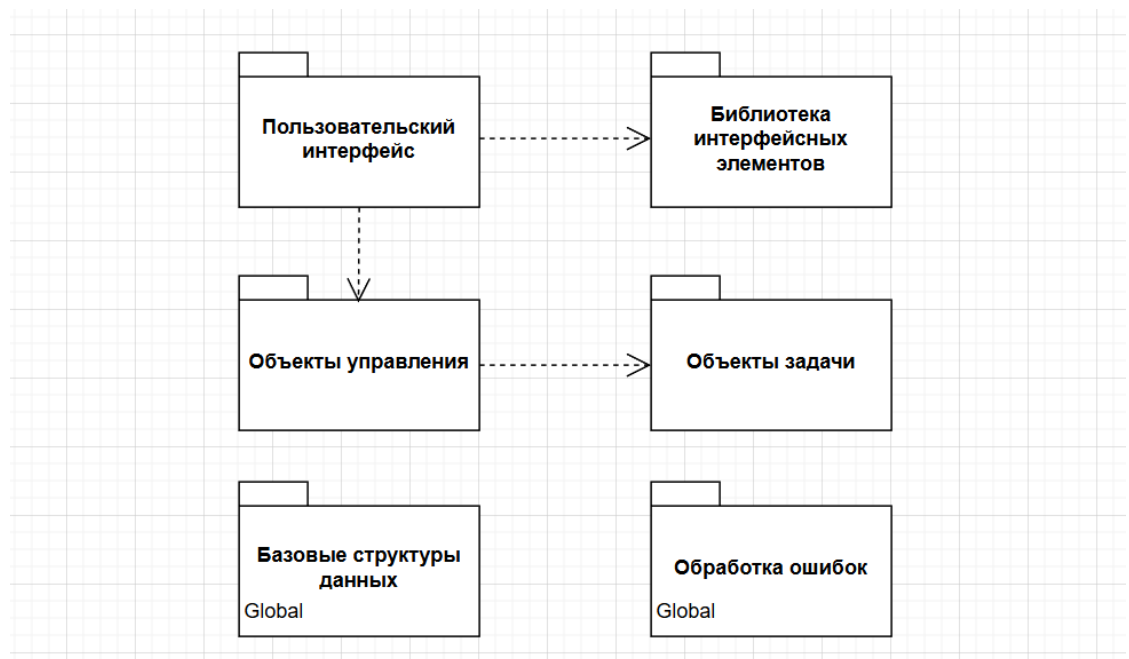 Пользовательский
интерфейс
Библиотека
интерфейсных
элементов
Объекты управления
Объекты задачи
Базовые структуры
данных
Global
Обработка ошибок
Global